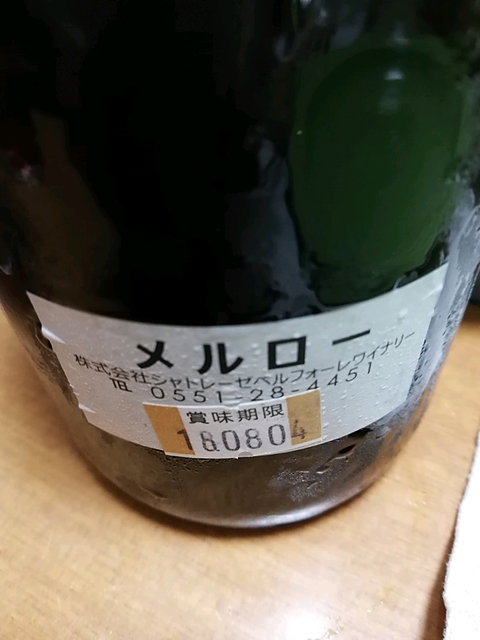 メルロー
株式会社シャトレーゼベルフォーレワイナリー
℡ 0551-28-4451
賞味期限
180804